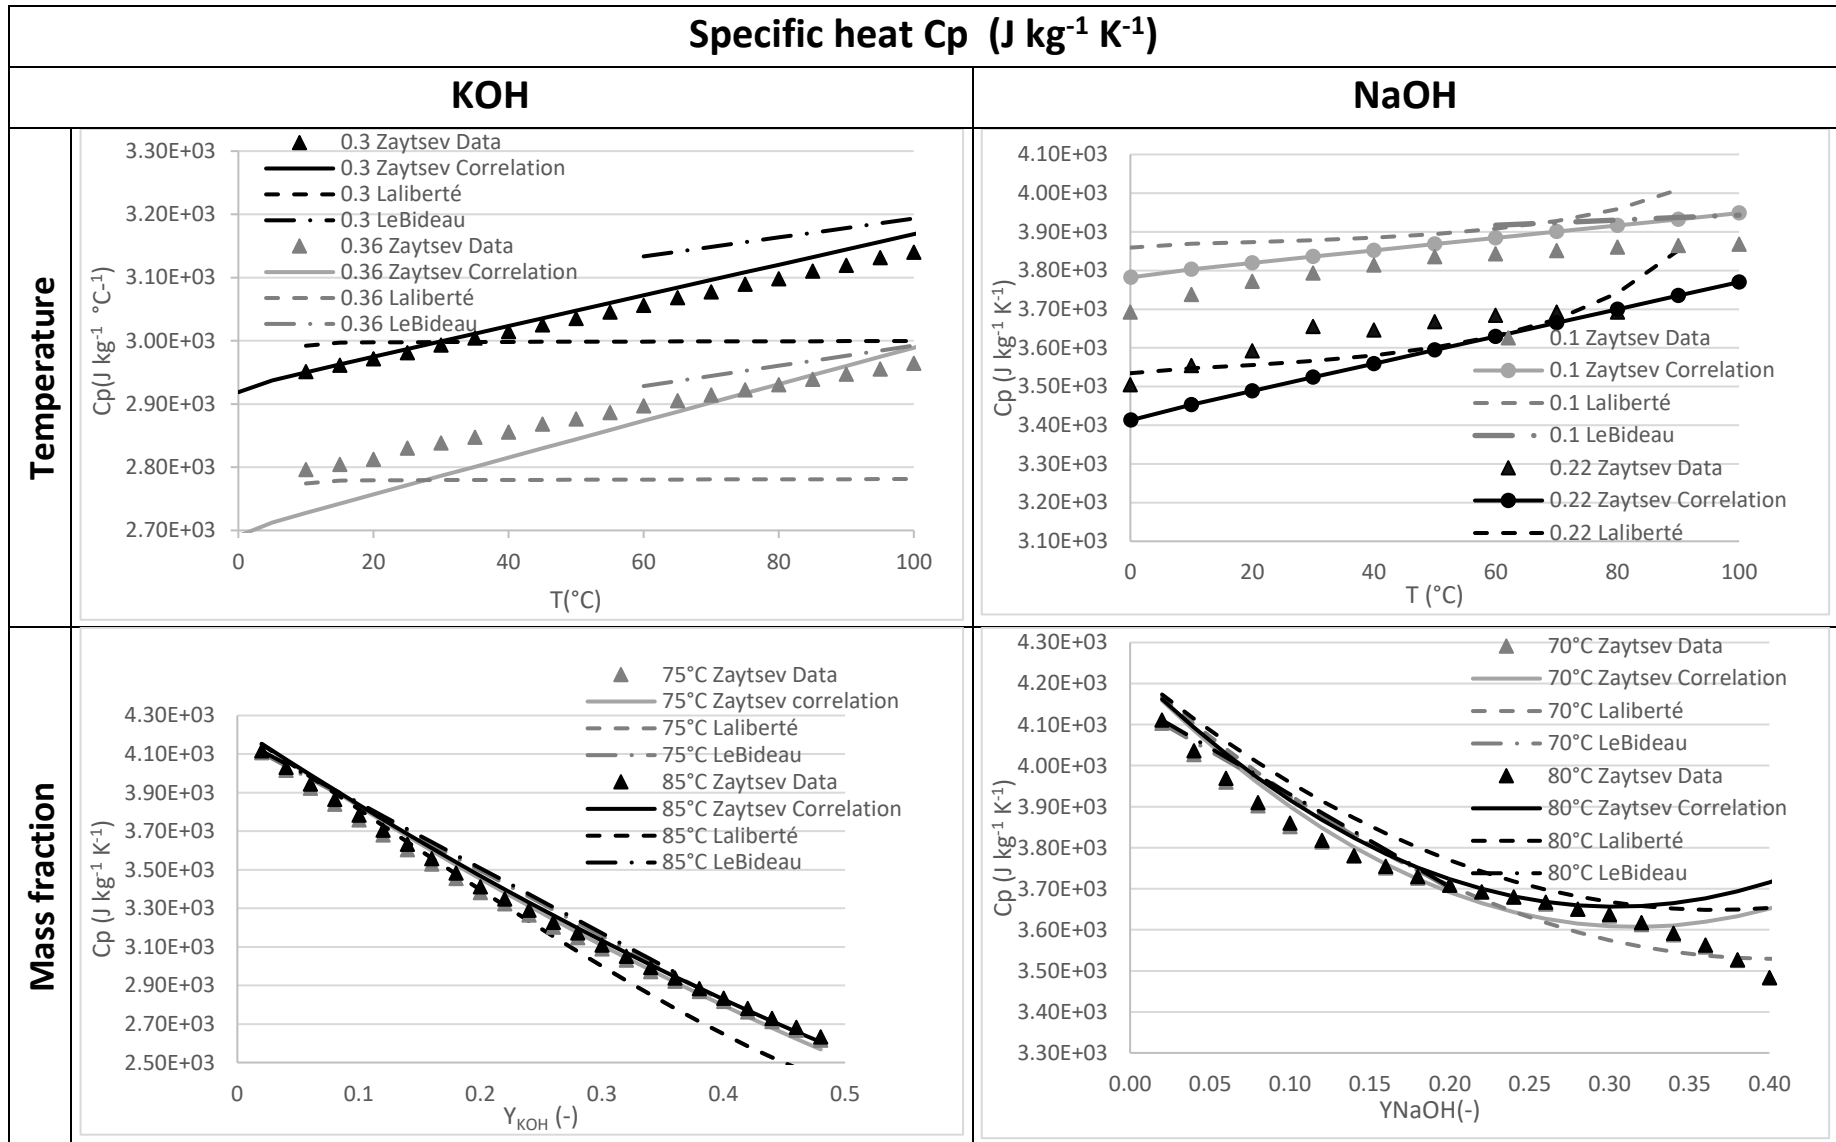 Specific heat Cp (J kg-1 K-1)
KOH
NaOH
Temperature
3.30E+03
3.20E+03
3.10E+03
3.00E+03
2.90E+03
2.80E+03
2.70E+03
Cp(J kg-1 °C-1)
0.3 Zaytsev Data
0.3 Zaytsev Correlation
0.3 Laliberté
0.3 LeBideau
0.36 Zaytsev Data
0.36 Zaytsev Correlation
0.36 Laliberté
0.36 LeBideau
0 20 40 60 80 100
T(°C)
4.10E+03
4.00E+03
3.90E+03
3.80E+03
3.70E+03
3.60E+03
3.50E+03
3.40E+03
3.30E+03
3.20E+03
3.10E+03
Cp (J kg-1 K-1)
0.1 Zaytsev Data
0.1 Zaytsev Correlation
0.1 Laliberté
0.1 LeBideau
0.22 Zaytsev Data
0.22 Zaytsev Correlation
0.22 Laliberté
0 20 40 60 80 100
T (°C)
Mass fraction
4.30E+03
4.10E+03
3.90E+03
3.70E+03
3.50E+03
3.30E+03
3.10E+03
2.90E+03
2.70E+03
2.50E+03
Cp (J kg-1 K-1)
75°C Zaytsev Data
75°C Zaytsev correlation
75°C Laliberté
75°C LeBideau
85°C Zaytsev Data
85°C Zaytsev Correlation
85°C Laliberté
85°C LeBideau
0 0.1 0.2 0.3 0.4 0.5
YKOH (-)
4.30E+03
4.20E+03
4.10E+03
4.00E+03
3.90E+03
3.80E+03
3.70E+03
3.60E+03
3.50E+03
3.40E+03
3.30E+03
Cp (J kg-1 K-1)
70°C Zaytsev Data
70°C Zaytsev Correlation
70°C Laliberté
70°C LeBideau
80°C Zaytsev Data
80°C Zaytsev Correlation
80°C Laliberté
80°C LeBideau
0.00 0.05 0.10 0.15 0.20 0.25 0.30 0.35 0.40
YNaOH(-)